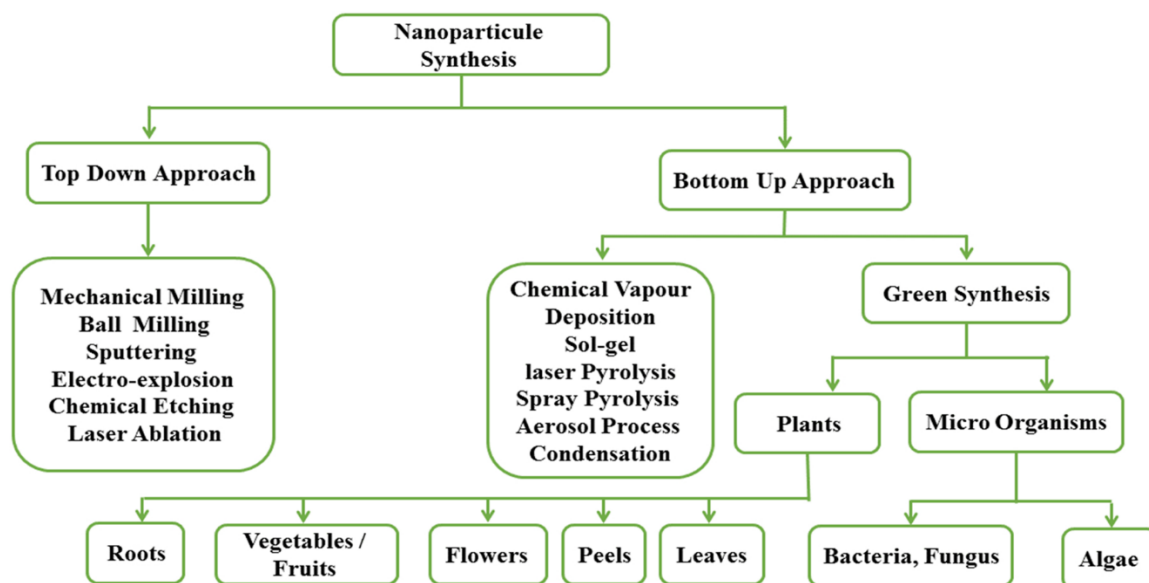 Nanoparticule
Synthesis
Top Down Approach
Bottom Up Approach
Mechanical Milling
Ball Milling
Sputtering
Electro-explosion
Chemical Etching
Laser Ablation
Chemical Vapour
Deposition
Sol-gel
laser Pyrolysis
Spray Pyrolysis
Aerosol Process
Condensation
Green Synthesis
Plants
Micro Organisms
Roots
Vegetables /
Fruits
Flowers
Peels
Leaves
Bacteria, Fungus
Algae